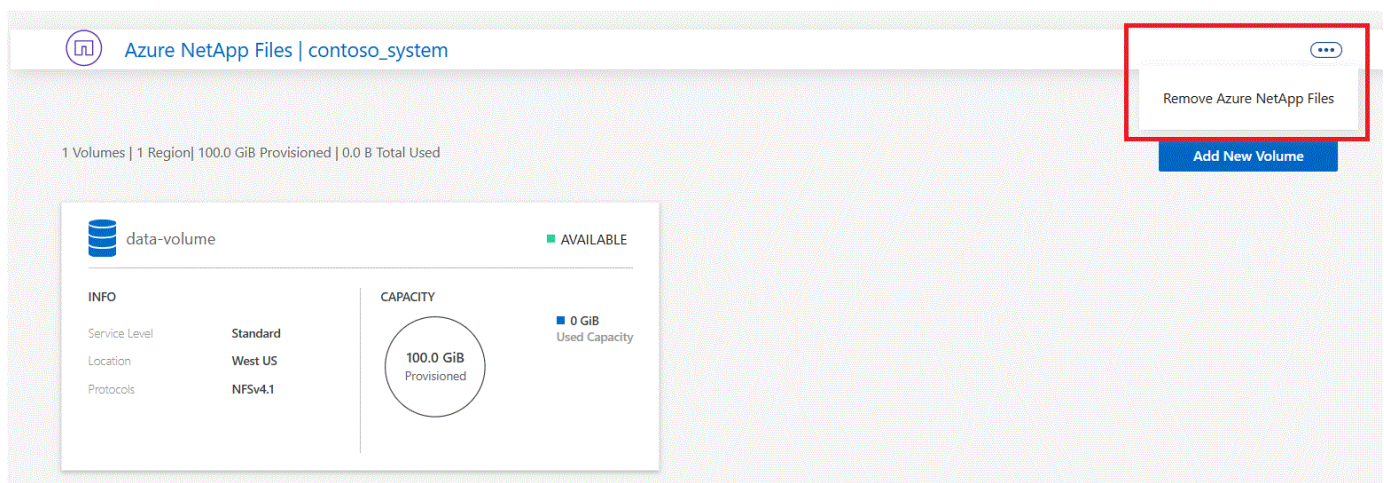 Azure NetApp Files | contoso_system
Remove Azure NetApp Files
1 Volumes | 1 Region| 100.0 GiB Provisioned | 0.0 B Total Used
Add New Volume
data-volume
AVAILABLE
INFO
Service Level Standard
Location West US
Protocols NFSv4.1
CAPACITY
100.0 GiB
Provisioned
0 GiB
Used Capacity